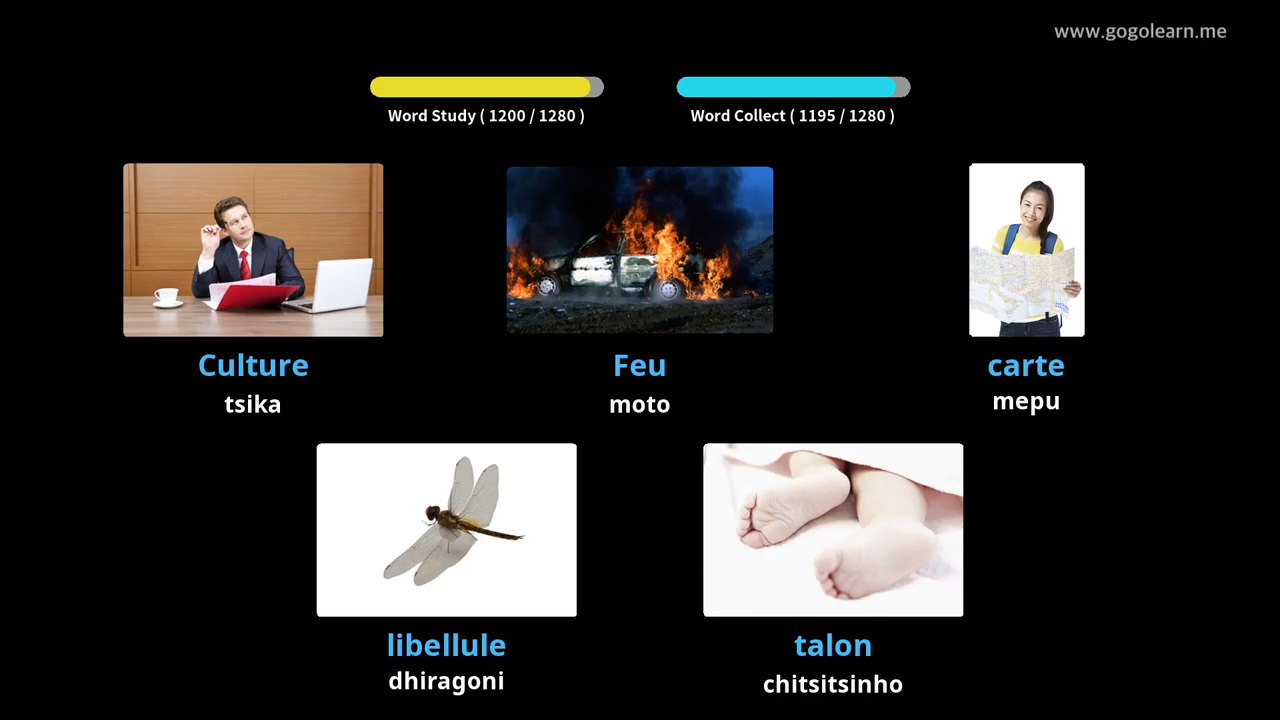 www.gogolearn.me
Word Study ( 1200 / 1280 )
Word Collect ( 1195 / 1280 )
Culture
tsika
Feu
moto
carte
mepu
libellule
dhiragoni
talon
chitsitsinho